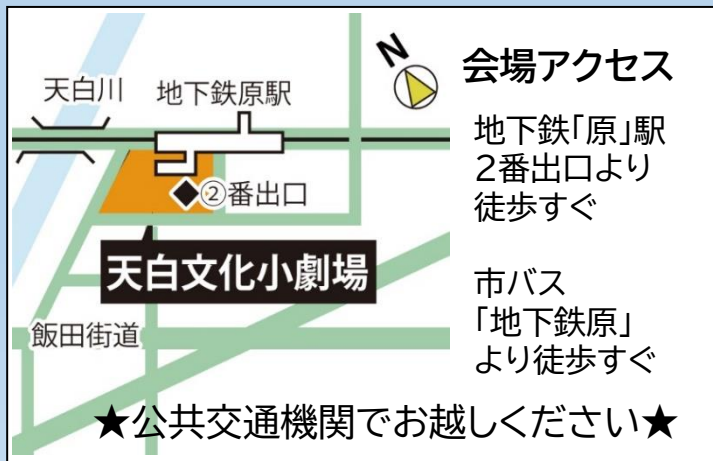 天白川
地下鉄原駅
N
②番出口
天白文化小劇場
飯田街道
会場アクセス
地下鉄「原」駅
2番出口より
徒歩すぐ
市バス
「地下鉄原」
より徒歩すぐ
★公共交通機関でお越しください★